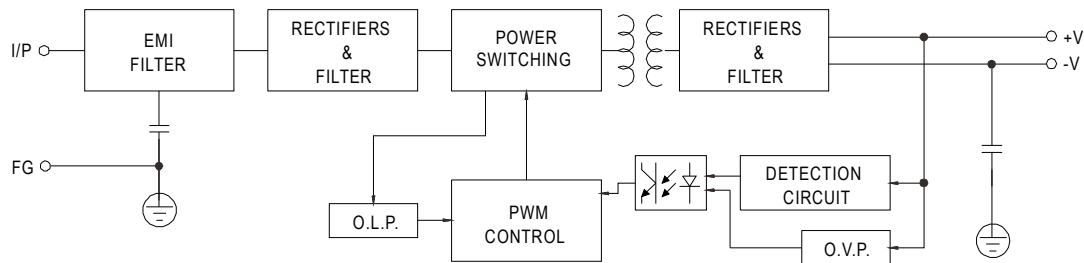 I/P
EMI
FILTER
RECTIFIERS
&
FILTER
POWER
SWITCHING
RECTIFIERS
&
FILTER
+V
-V
FG
O.L.P.
PWM
CONTROL
DETECTION
CIRCUIT
O.V.P.